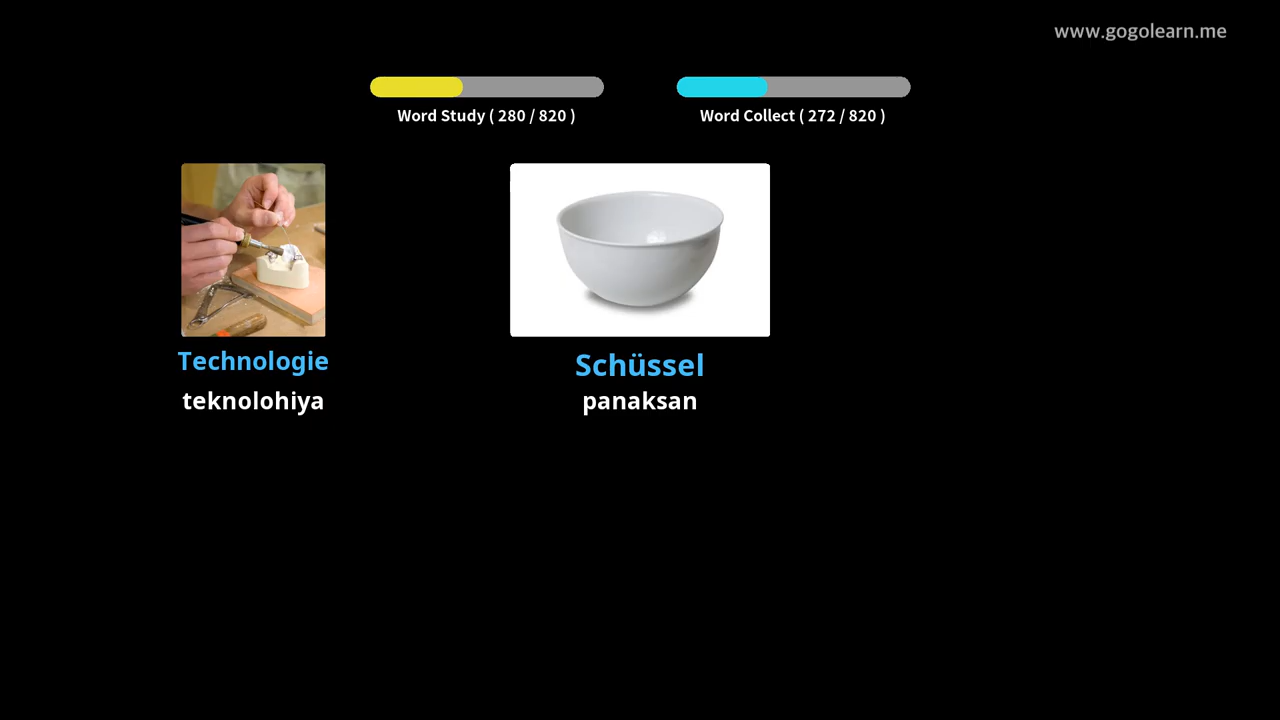 www.gogolearn.me
Word Study ( 280 / 820 )
Word Collect ( 272 / 820 )
Technologie
teknolohiya
Schüssel
panaksan